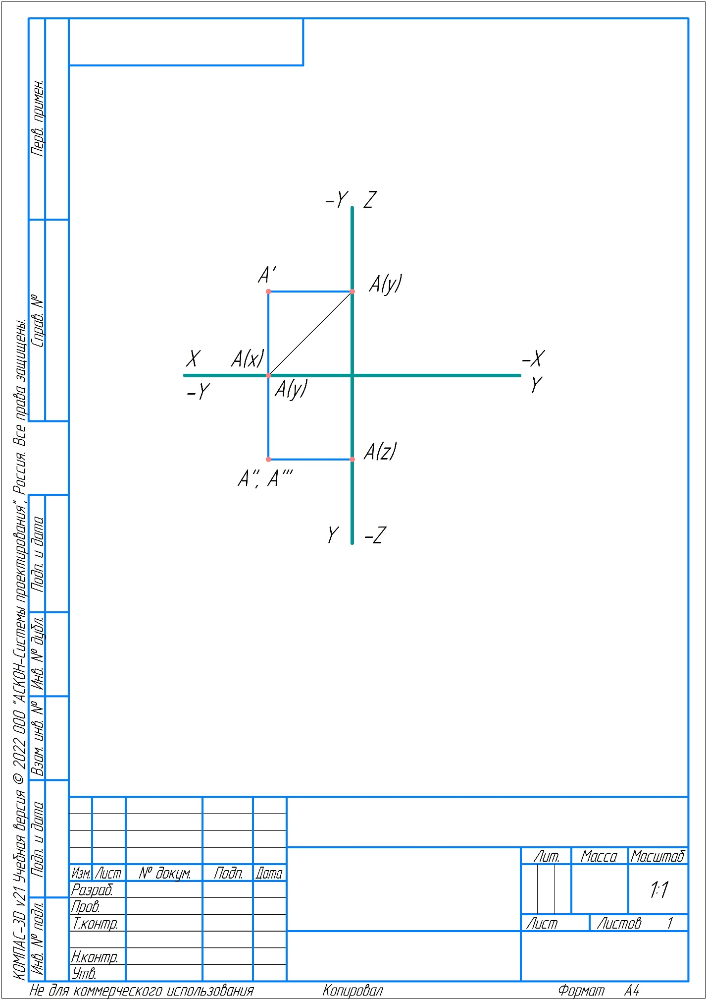 Перв. примен.
Справ. №
Подп. и дата
Инв. № дубл.
Взам. инв. №
Подп. и дата
Инв. № подл.
КОМПАС-3D v21 Учебная версия © 2022 ООО "АСКОН-Системы проектирования", Россия. Все права защищены.
-Y Z
A' A(y)
X A(x) -X
-Y A(y) Y
A(z)
A'', A'''
Y -Z
Лит. Масса Масштаб
Изм. Лист № докум. Подп. Дата
Разраб. 1:1
Пров.
Т.контр. Лист Листов 1
Н.контр.
Утв.
Не для коммерческого использования Копировал Формат A4